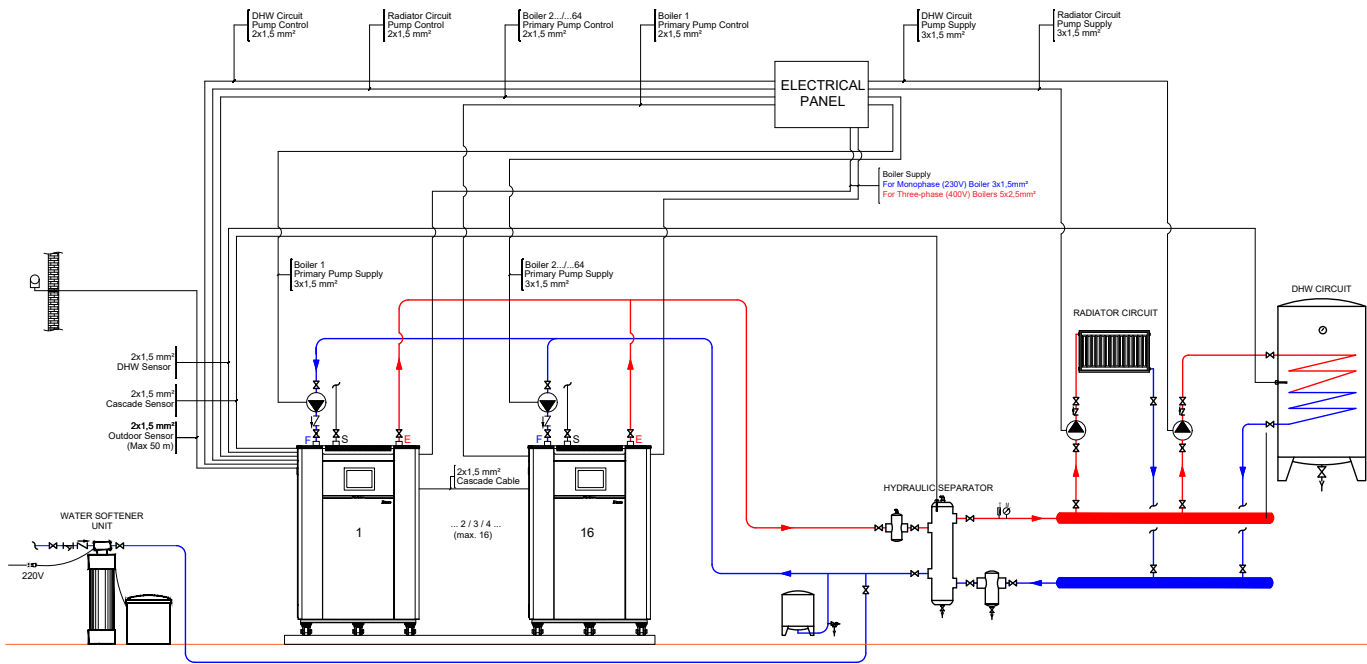 DHW Circuit
Pump Control
2x1,5 mm²
Radiator Circuit
Pump Control
2x1,5 mm²
Boiler 2.../...64
Primary Pump Control
2x1,5 mm²
Boiler 1
Primary Pump Control
2x1,5 mm²
DHW Circuit
Pump Supply
3x1,5 mm²
Radiator Circuit
Pump Supply
3x1,5 mm²
ELECTRICAL
PANEL
Boiler Supply
For Monophase (230V) Boiler 3x1,5mm²
For Three-phase (400V) Boilers 5x2,5mm²
Boiler 1
Primary Pump Supply
3x1,5 mm²
Boiler 2.../...64
Primary Pump Supply
3x1,5 mm²
DHW CIRCUIT
RADIATOR CIRCUIT
2x1,5 mm²
DHW Sensor
2x1,5 mm²
Cascade Sensor
2x1,5 mm²
Outdoor Sensor
(Max 50 m)
F
S
E
F
S
E
2x1,5 mm²
Cascade Cable
HYDRAULIC SEPARATOR
WATER SOFTENER
UNIT
220V
1
... 2 / 3 / 4 ...
(max. 16)
16